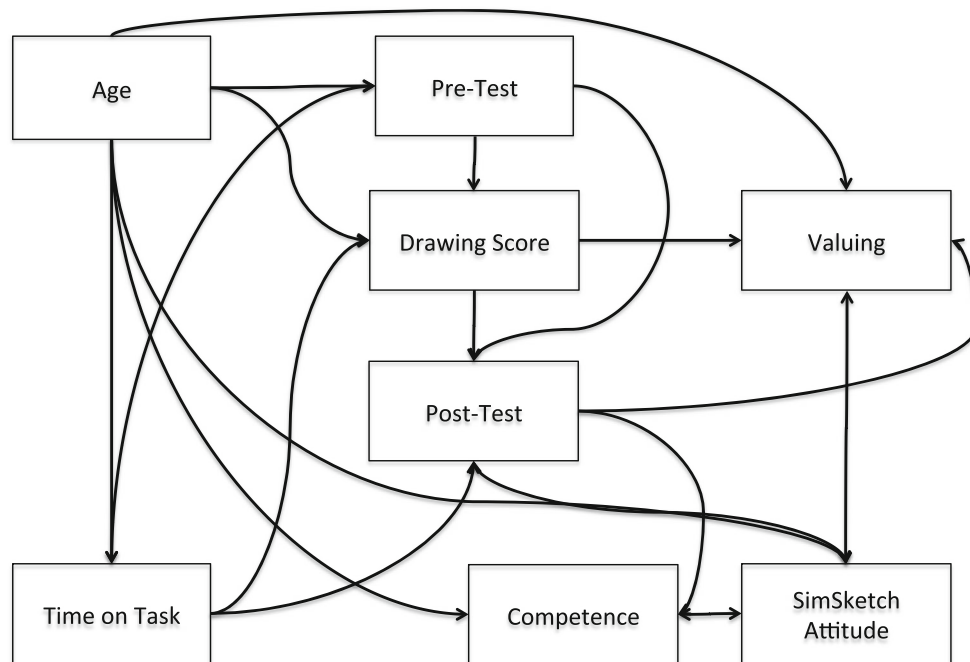 Age
Pre-Test
Drawing Score
Valuing
Post-Test
Time on Task
Competence
SimSketch
Attitude